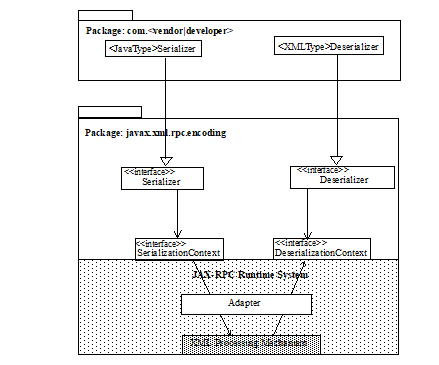 Package: com.<vendor|developer>
<JavaType>Serializer
<XMLType>Deserializer
Package: javax.xml.rpc.encoding
<<interface>>
Serializer
<<interface>>
Deserializer
<<interface>>
SerializationContext
<<interface>>
DeserializationContext
JAX-RPC Runtime System
Adapter
XML Processing Mechanism